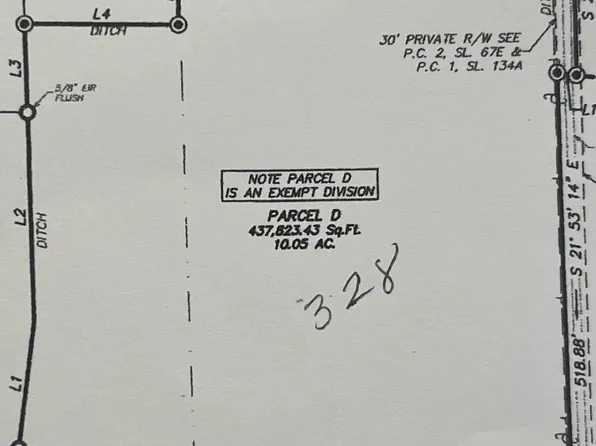 L4
DITCH
30' PRIVATE R/W SEE
P.C. 2, SL. 67E &
P.C. 1, SL. 134A
L3
5/8" EIR
FLUSH
L2
DITCH
NOTE PARCEL D
IS AN EXEMPT DIVISION
PARCEL D
437,823.43 Sq.Ft.
10.05 AC.
328
518.88' S 21° 53' 14" E
L1